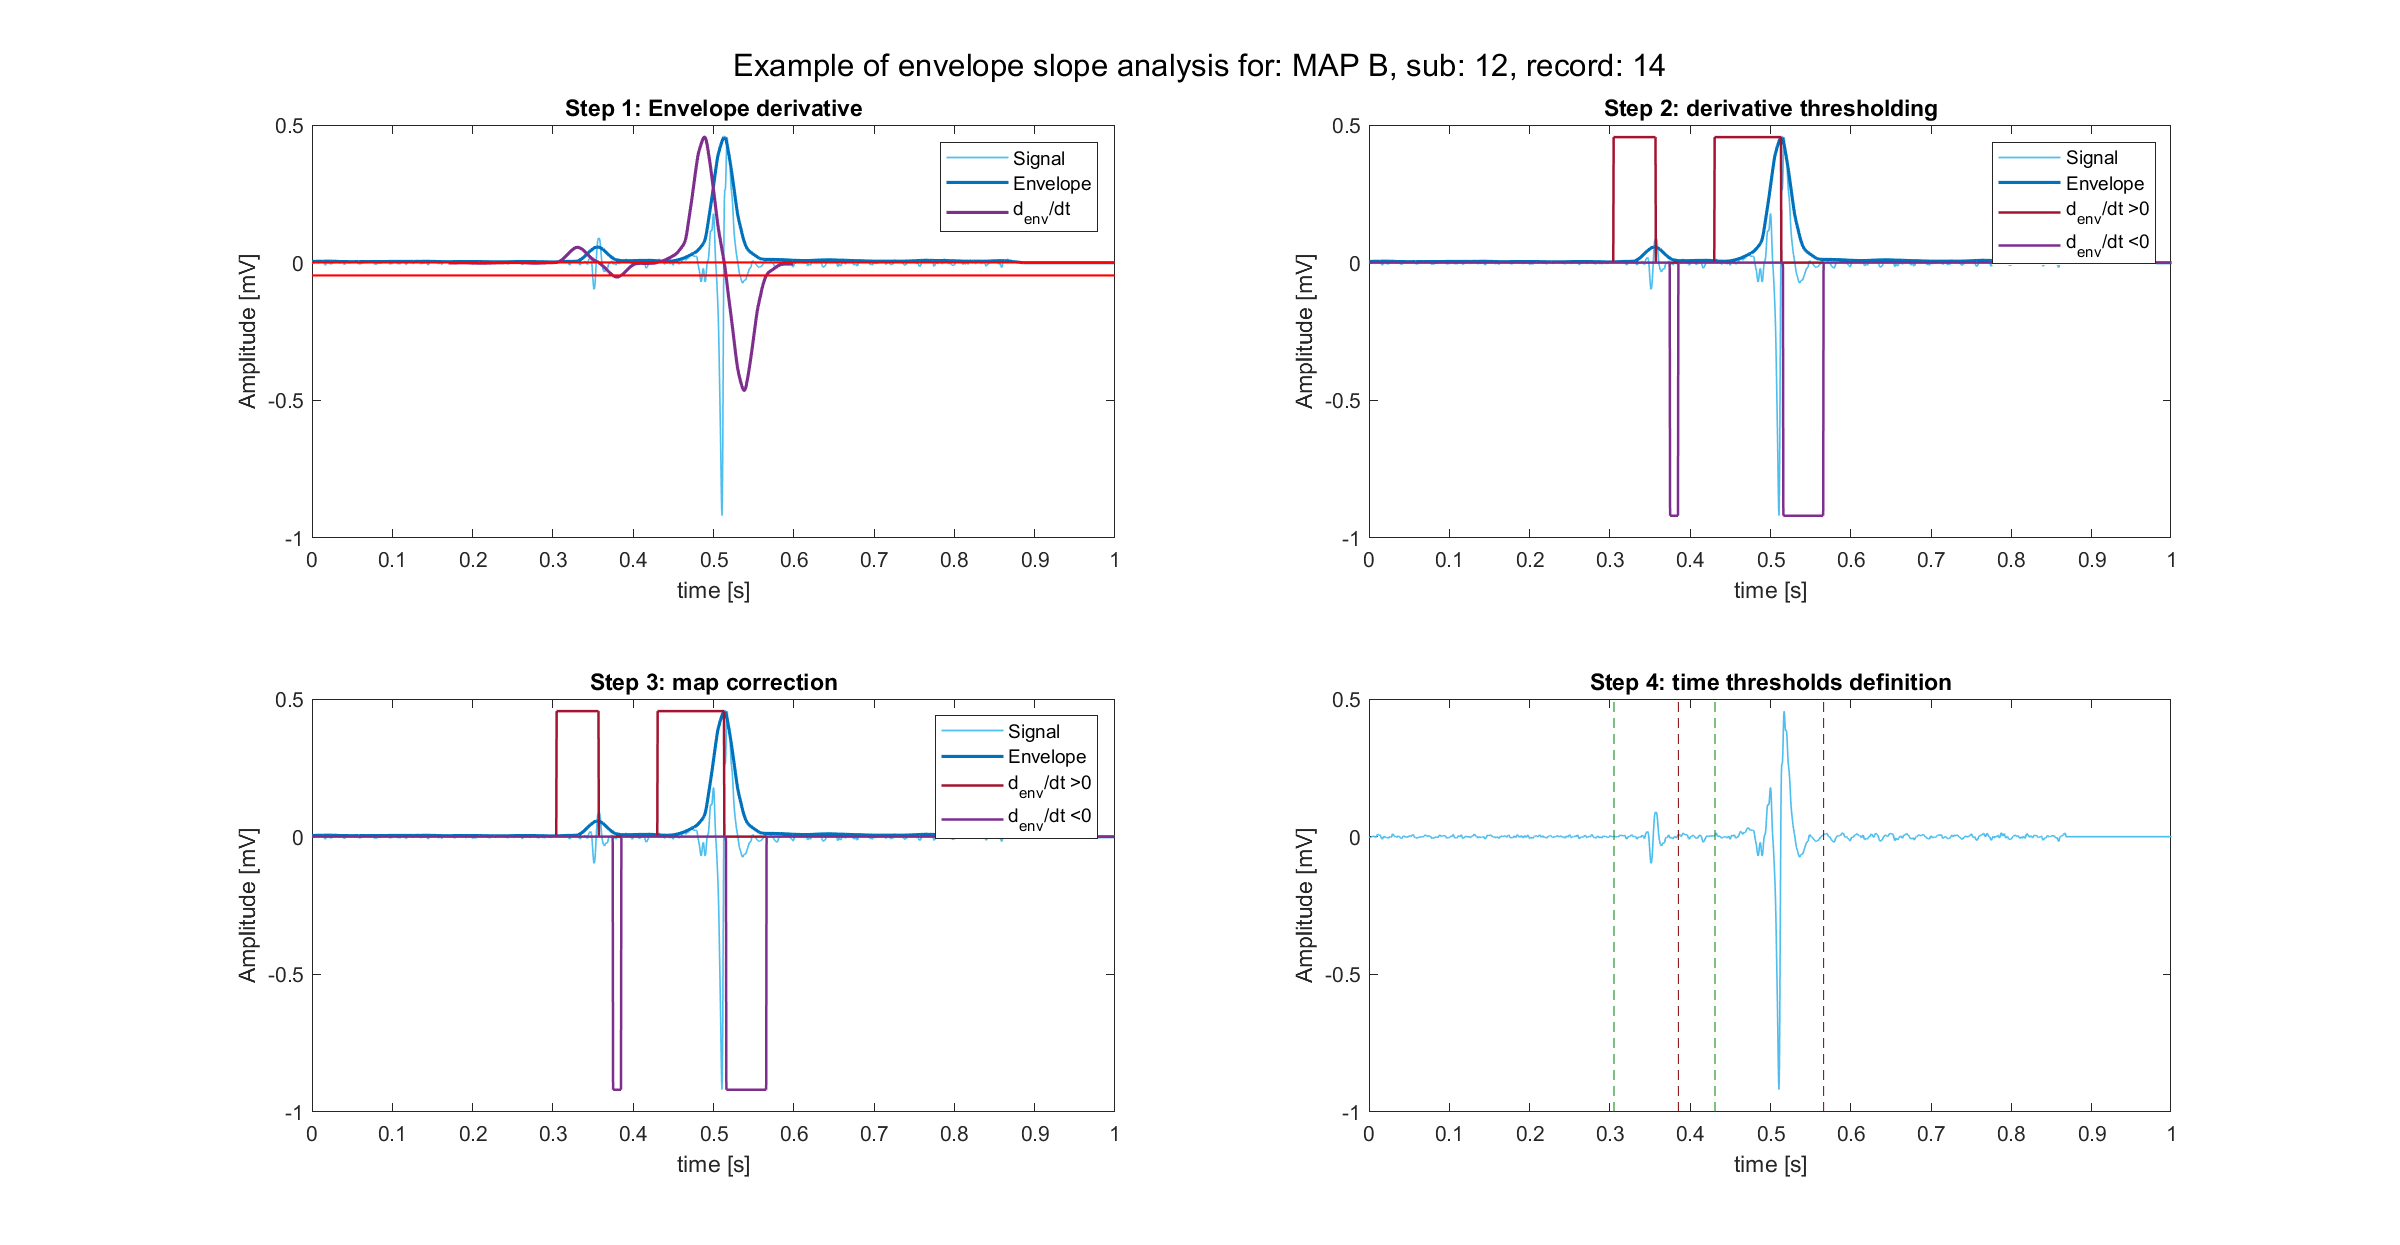 Example of envelope slope analysis for: MAP B, sub: 12, record: 14
Step 1: Envelope derivative
0.5
0
-0.5
-1
Amplitude [mV]
0 0.1 0.2 0.3 0.4 0.5 0.6 0.7 0.8 0.9 1
time [s]
Signal
Envelope
d_env/dt
Step 2: derivative thresholding
0.5
0
-0.5
-1
Amplitude [mV]
0 0.1 0.2 0.3 0.4 0.5 0.6 0.7 0.8 0.9 1
time [s]
Signal
Envelope
d_env/dt >0
d_env/dt <0
Step 3: map correction
0.5
0
-0.5
-1
Amplitude [mV]
0 0.1 0.2 0.3 0.4 0.5 0.6 0.7 0.8 0.9 1
time [s]
Signal
Envelope
d_env/dt >0
d_env/dt <0
Step 4: time thresholds definition
0.5
0
-0.5
-1
Amplitude [mV]
0 0.1 0.2 0.3 0.4 0.5 0.6 0.7 0.8 0.9 1
time [s]